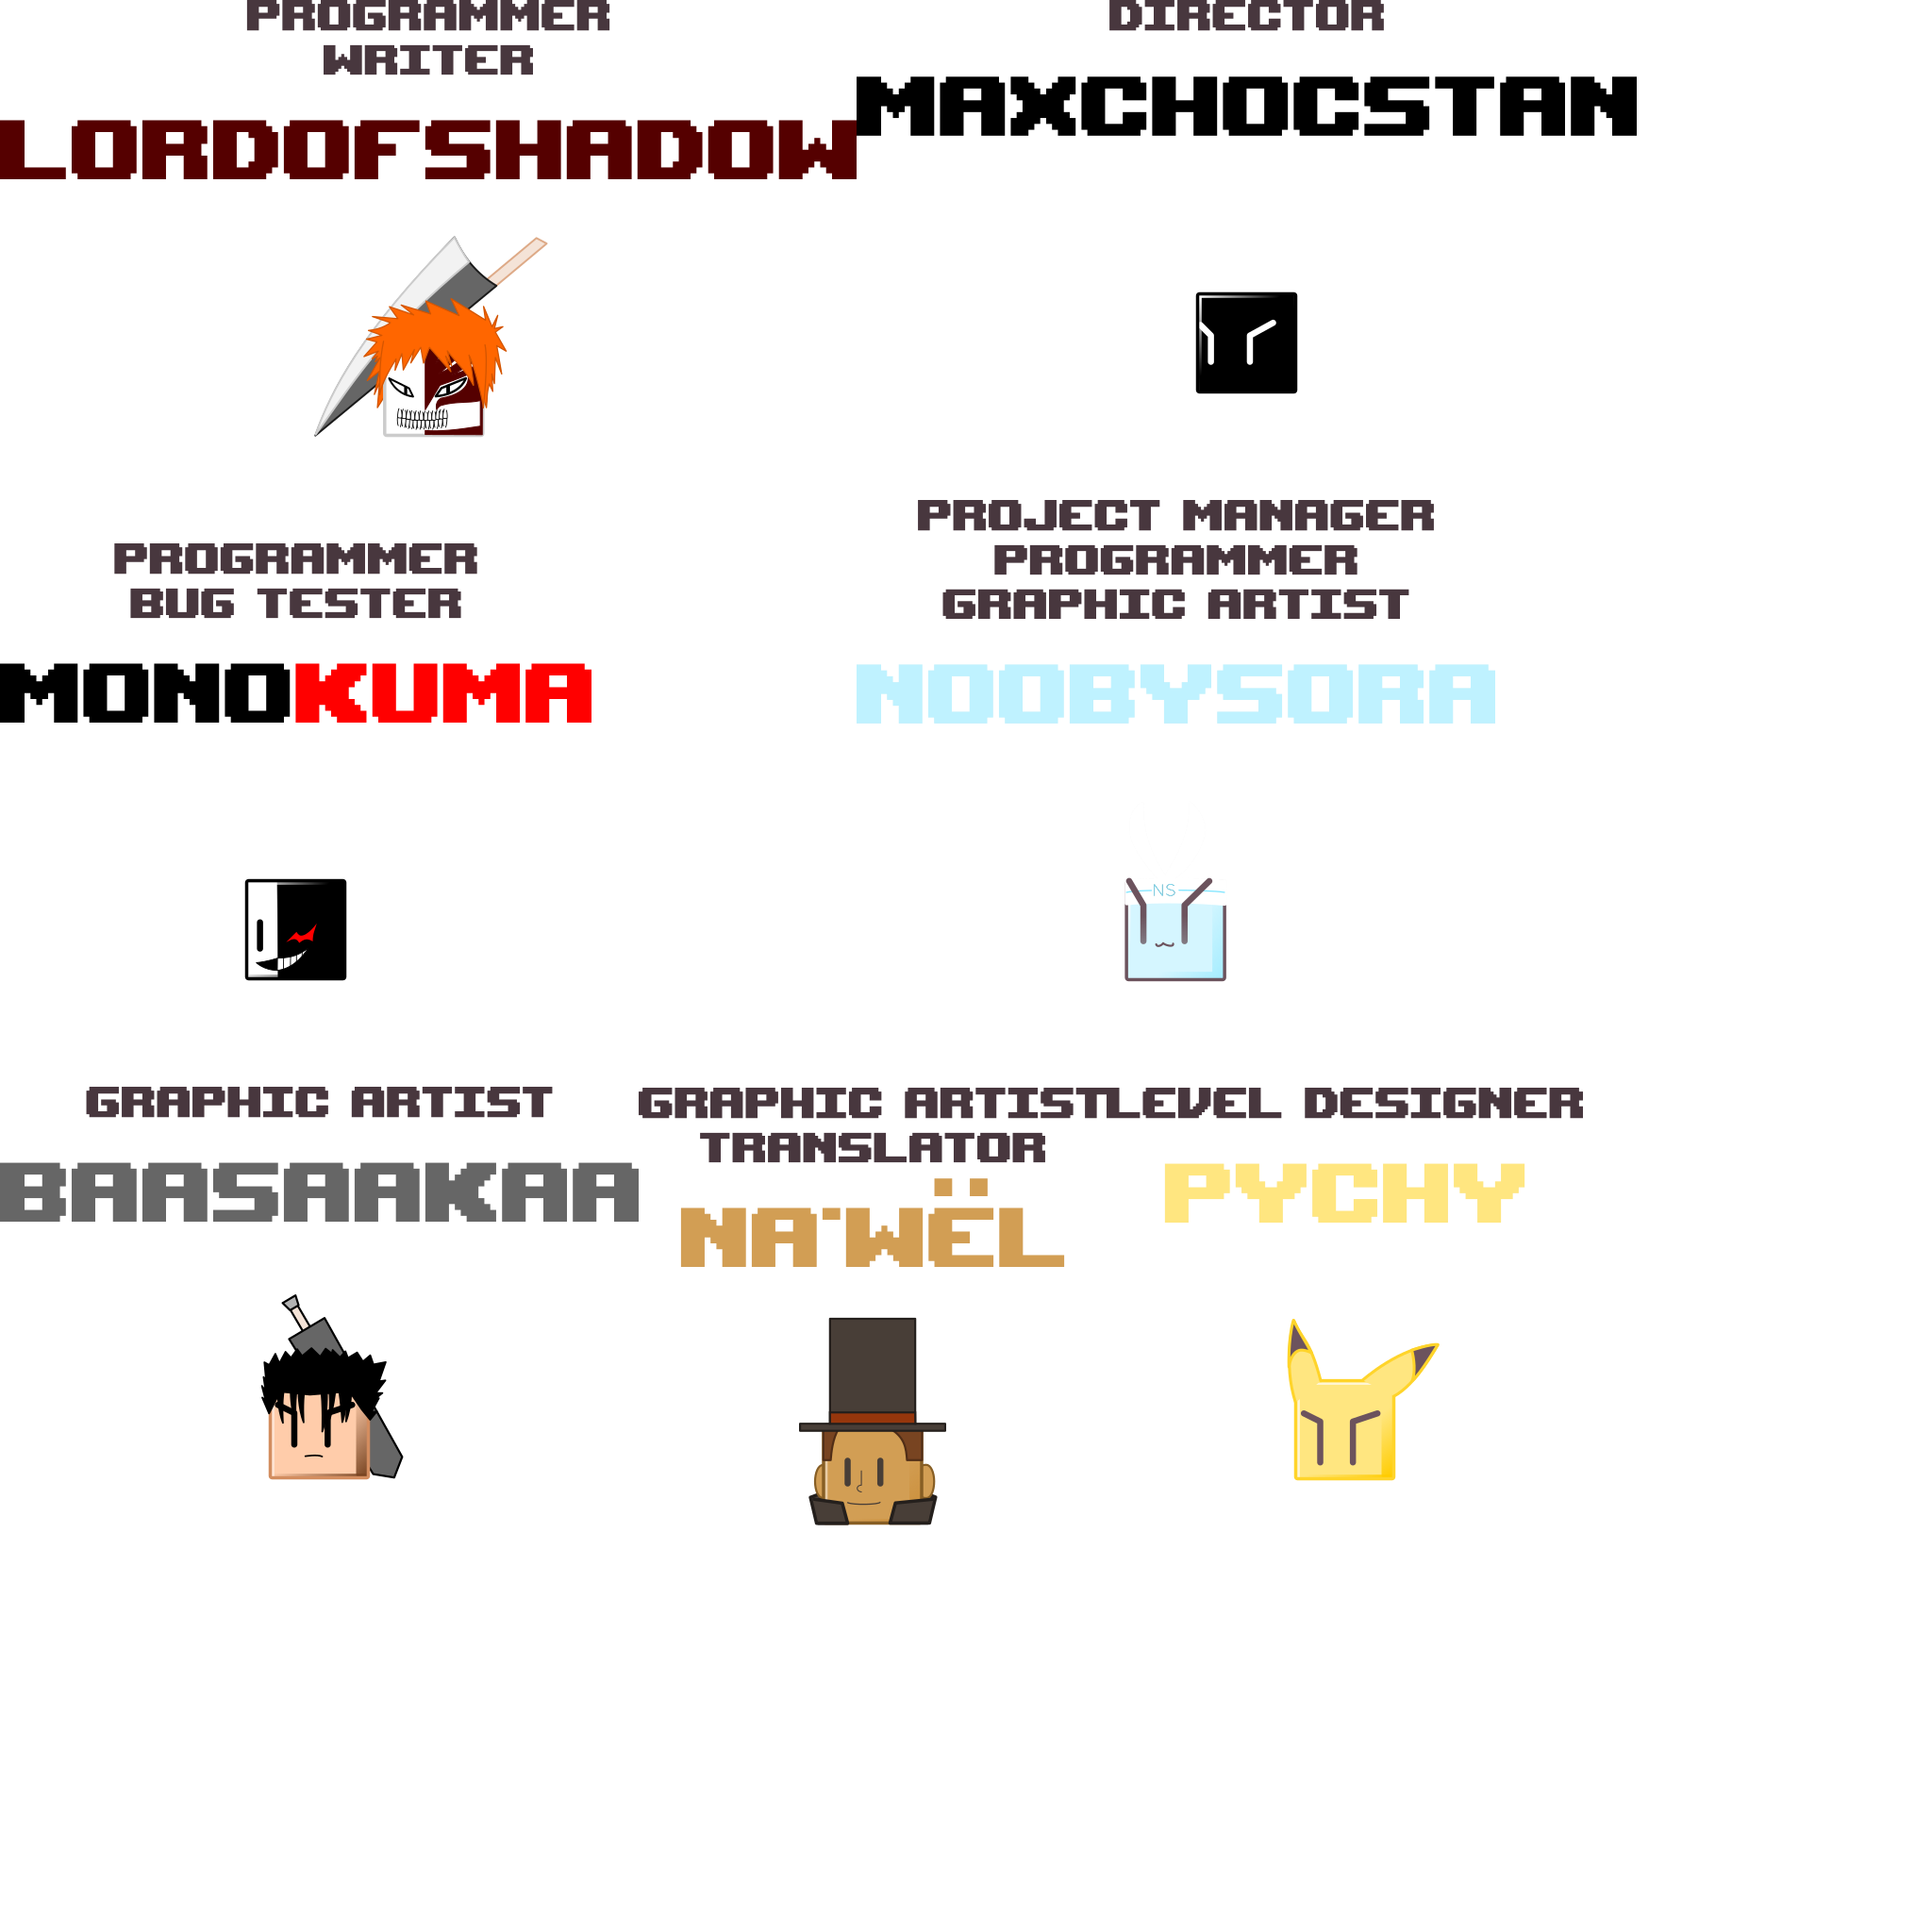 PROGRAMMER
WRITER
LORDOFSHADOW
DIRECTOR
MAXCHOCSTAN
PROGRAMMER
BUG TESTER
MONOKUMA
PROJECT MANAGER
PROGRAMMER
GRAPHIC ARTIST
NOOBYSORA
NS
GRAPHIC ARTIST
BAASAAKAA
GRAPHIC ARTIST
TRANSLATOR
NA'WËL
LEVEL DESIGNER
PYCHY